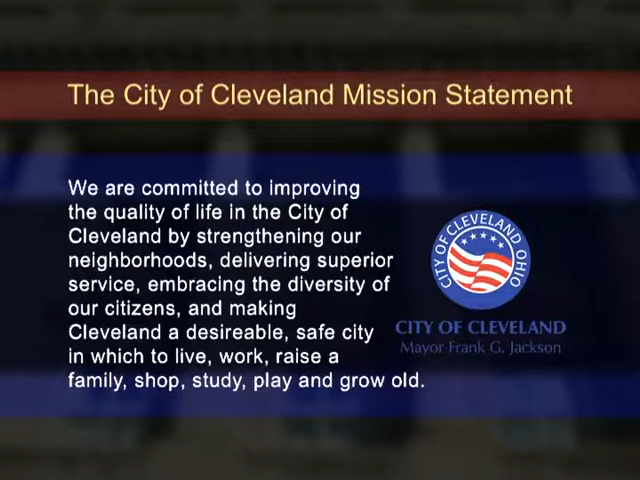 The City of Cleveland Mission Statement
We are committed to improving
the quality of life in the City of
Cleveland by strengthening our
neighborhoods, delivering superior
service, embracing the diversity of
our citizens, and making
Cleveland a desireable, safe city
in which to live, work, raise a
family, shop, study, play and grow old.
CITY OF CLEVELAND OHIO
CITY OF CLEVELAND
Mayor Frank G. Jackson